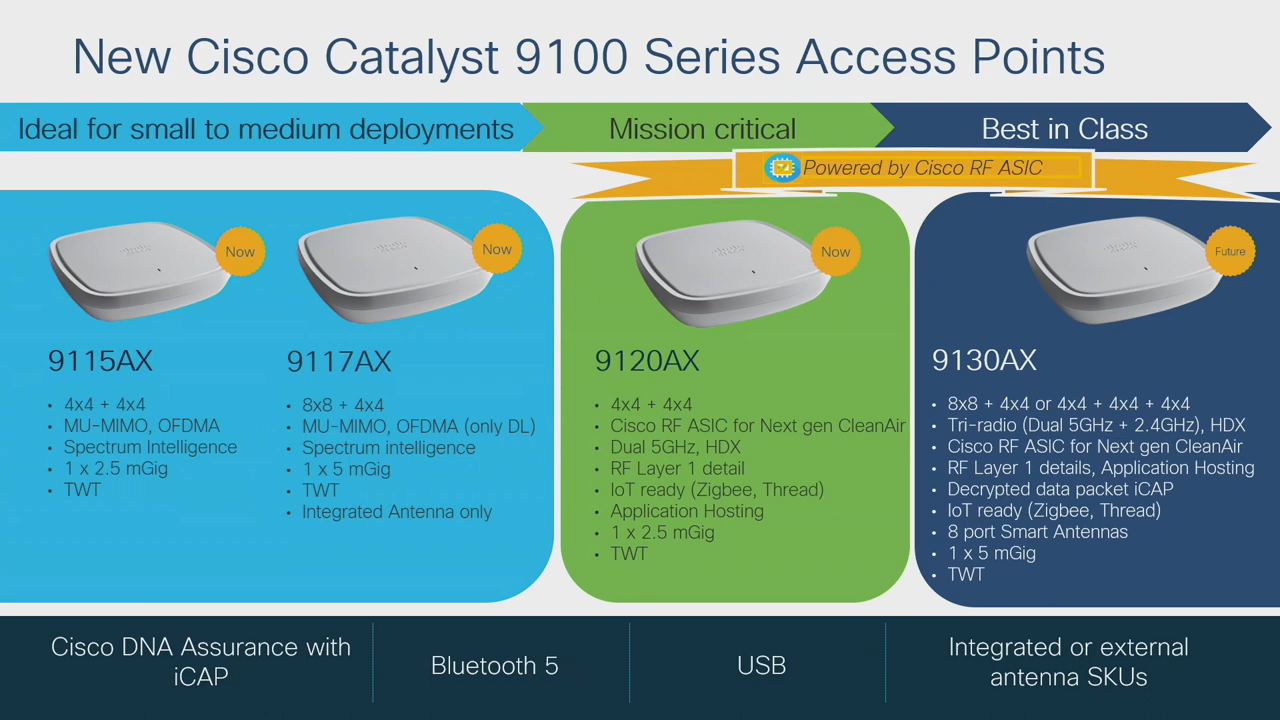 New Cisco Catalyst 9100 Series Access Points
Ideal for small to medium deployments
Mission critical
Best in Class
Powered by Cisco RF ASIC
Now
Now
Now
Future
9115AX
• 4x4 + 4x4
• MU-MIMO, OFDMA
• Spectrum Intelligence
• 1 x 2.5 mGig
• TWT
9117AX
• 8x8 + 4x4
• MU-MIMO, OFDMA (only DL)
• Spectrum intelligence
• 1 x 5 mGig
• TWT
• Integrated Antenna only
9120AX
• 4x4 + 4x4
• Cisco RF ASIC for Next gen CleanAir
• Dual 5GHz, HDX
• RF Layer 1 detail
• IoT ready (Zigbee, Thread)
• Application Hosting
• 1 x 2.5 mGig
• TWT
9130AX
• 8x8 + 4x4 or 4x4 + 4x4 + 4x4
• Tri-radio (Dual 5GHz + 2.4GHz), HDX
• Cisco RF ASIC for Next gen CleanAir
• RF Layer 1 details, Application Hosting
• Decrypted data packet iCAP
• IoT ready (Zigbee, Thread)
• 8 port Smart Antennas
• 1 x 5 mGig
• TWT
Cisco DNA Assurance with
iCAP
Bluetooth 5
USB
Integrated or external
antenna SKUs